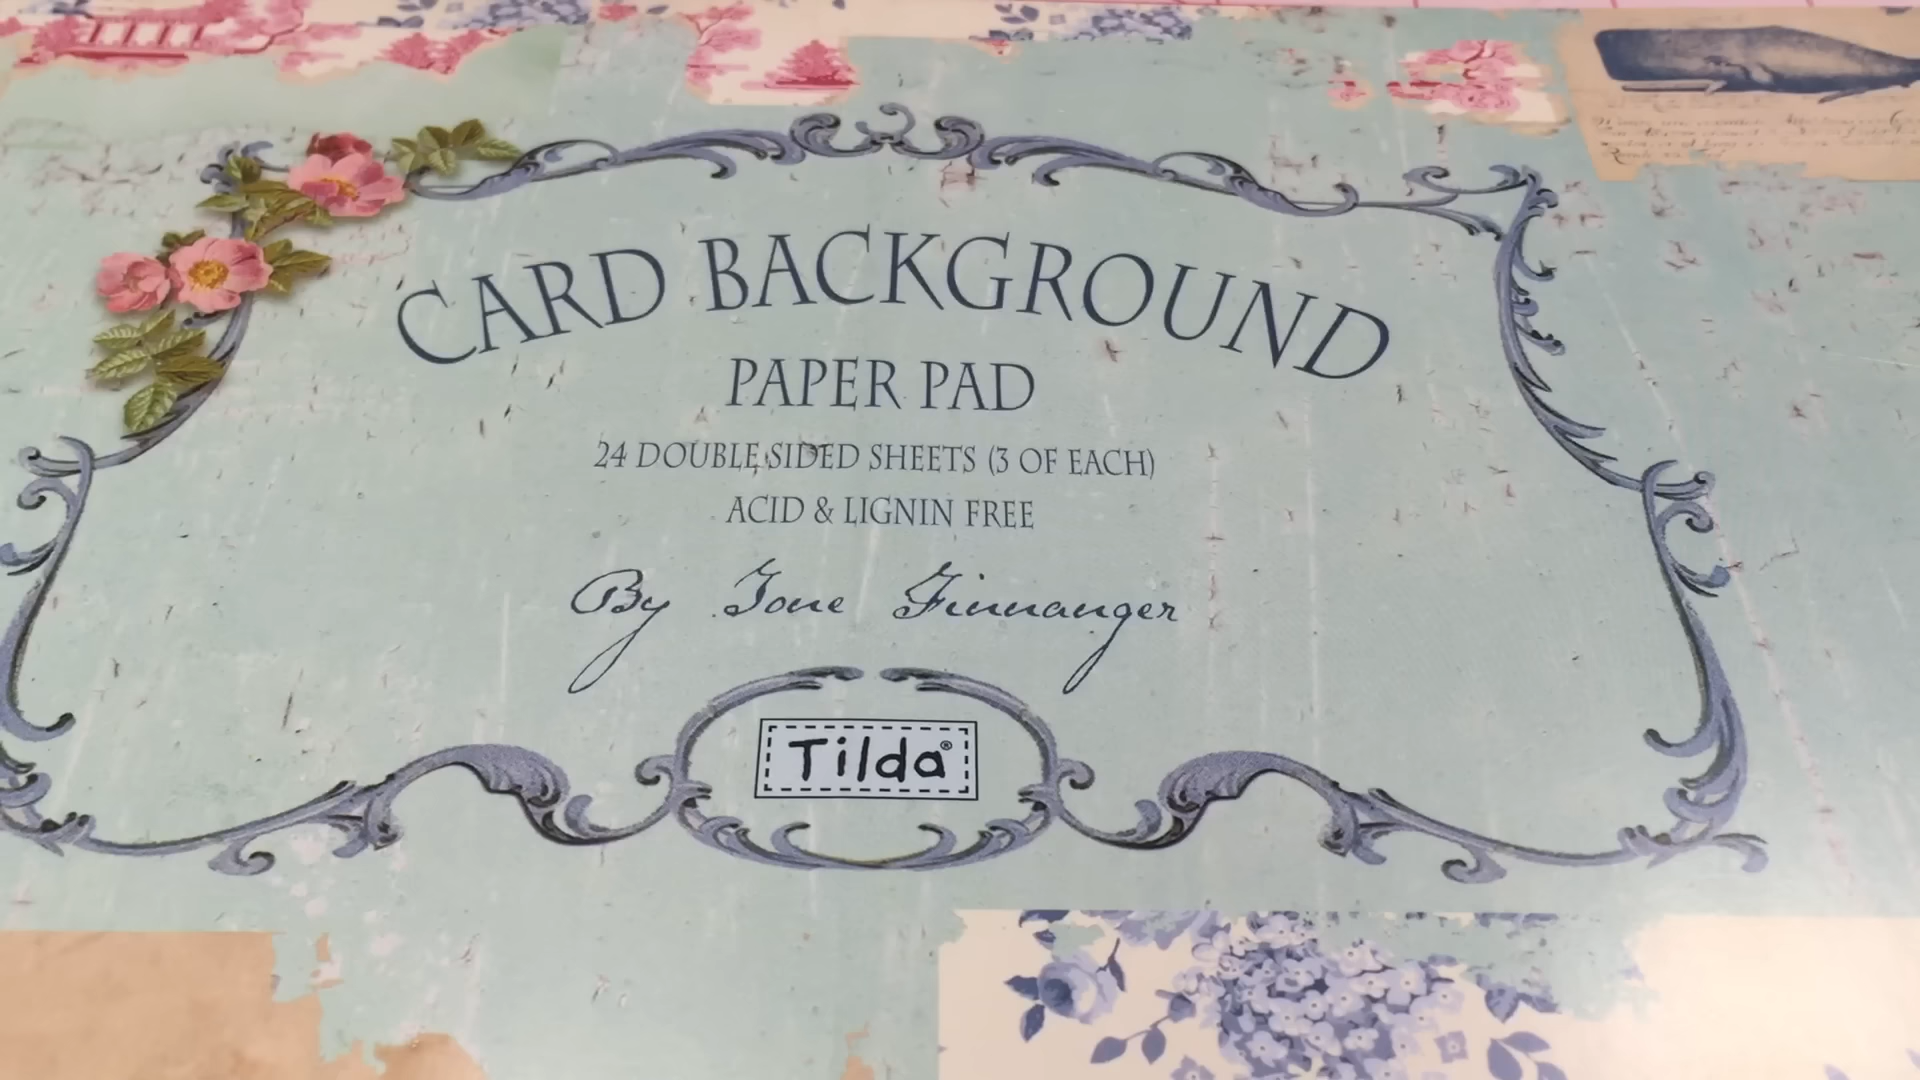 CARD BACKGROUND
PAPER PAD
24 DOUBLE SIDED SHEETS (3 OF EACH)
ACID & LIGNIN FREE
By Tone Finnanger
Tilda®